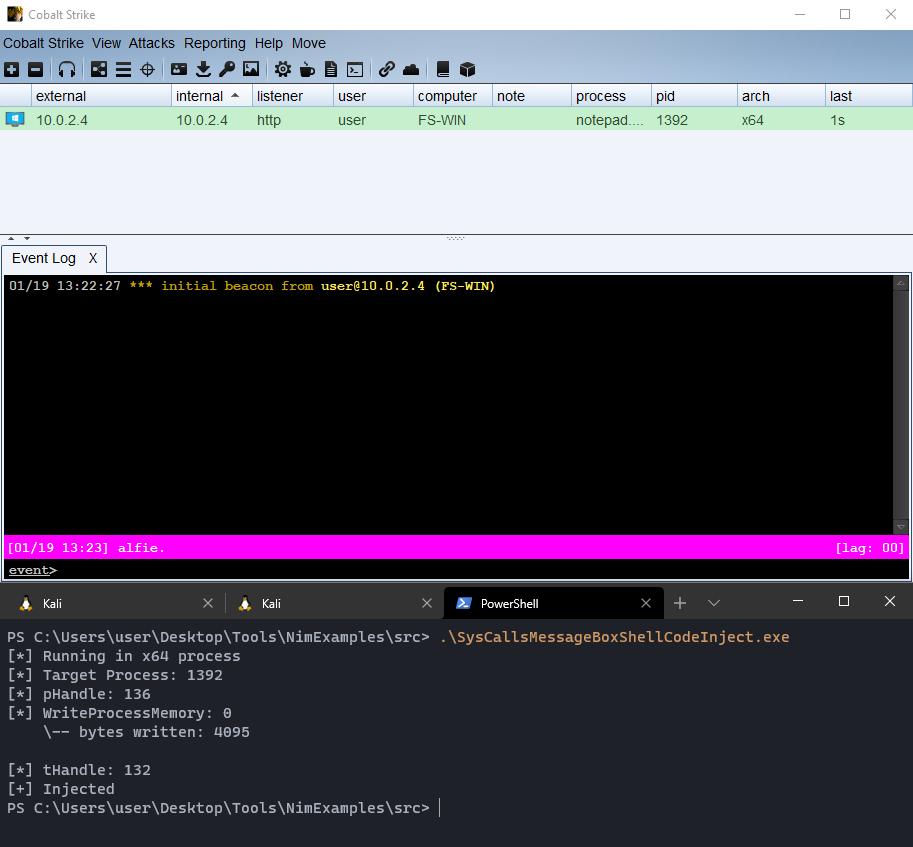 Cobalt Strike
Cobalt Strike View Attacks Reporting Help Move
external internal listener user computer note process pid arch last
10.0.2.4 10.0.2.4 http user FS-WIN notepad.... 1392 x64 1s
Event Log X
01/19 13:22:27 *** initial beacon from user@10.0.2.4 (FS-WIN)
[01/19 13:23] alfie. [lag: 00]
event>
Kali Kali PowerShell
PS C:\Users\user\Desktop\Tools\NimExamples\src> .\SysCallsMessageBoxShellCodeInject.exe
[*] Running in x64 process
[*] Target Process: 1392
[*] pHandle: 136
[*] WriteProcessMemory: 0
\-- bytes written: 4095
[*] tHandle: 132
[+] Injected
PS C:\Users\user\Desktop\Tools\NimExamples\src>